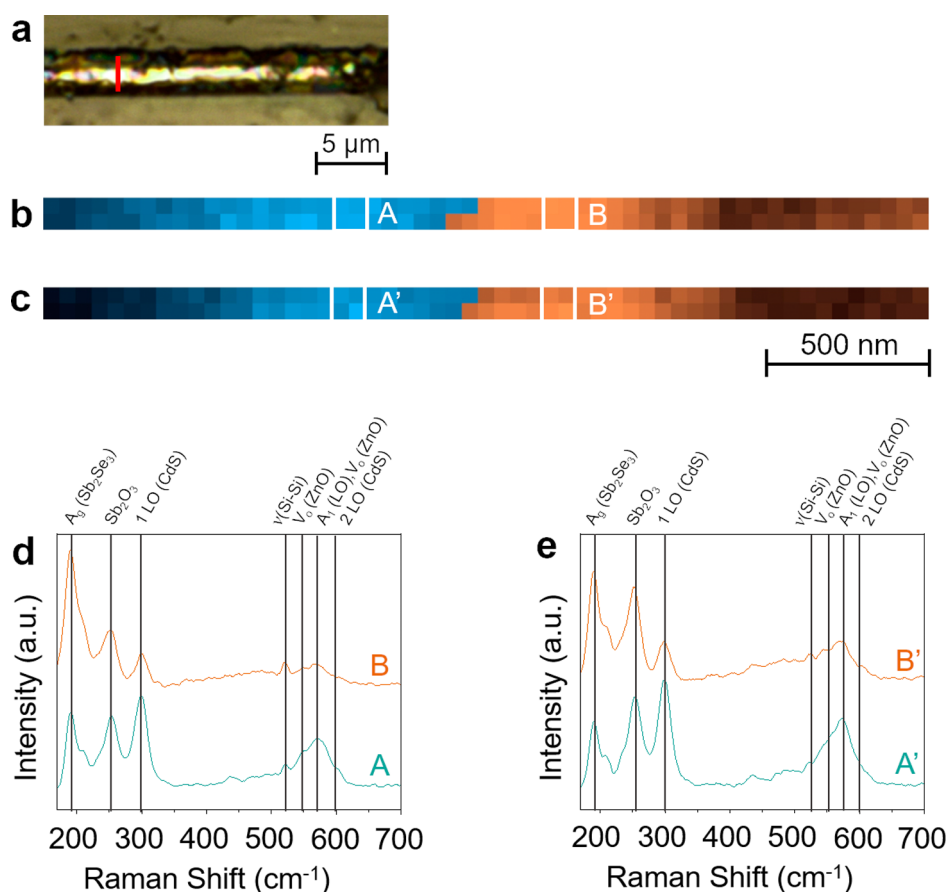 a
5 µm
b
A
B
c
A’
B’
500 nm
A₉ (Sb₂Se₃)
Sb₂O₃
1 LO (CdS)
ν(Si-Si)
Vₒ (ZnO)
A₁ (LO),Vₒ (ZnO)
2 LO (CdS)
d
B
A
Intensity (a.u.)
200 300 400 500 600 700
Raman Shift (cm⁻¹)
A₉ (Sb₂Se₃)
Sb₂O₃
1 LO (CdS)
ν(Si-Si)
Vₒ (ZnO)
A₁ (LO),Vₒ (ZnO)
2 LO (CdS)
e
B’
A’
Intensity (a.u.)
200 300 400 500 600 700
Raman Shift (cm⁻¹)